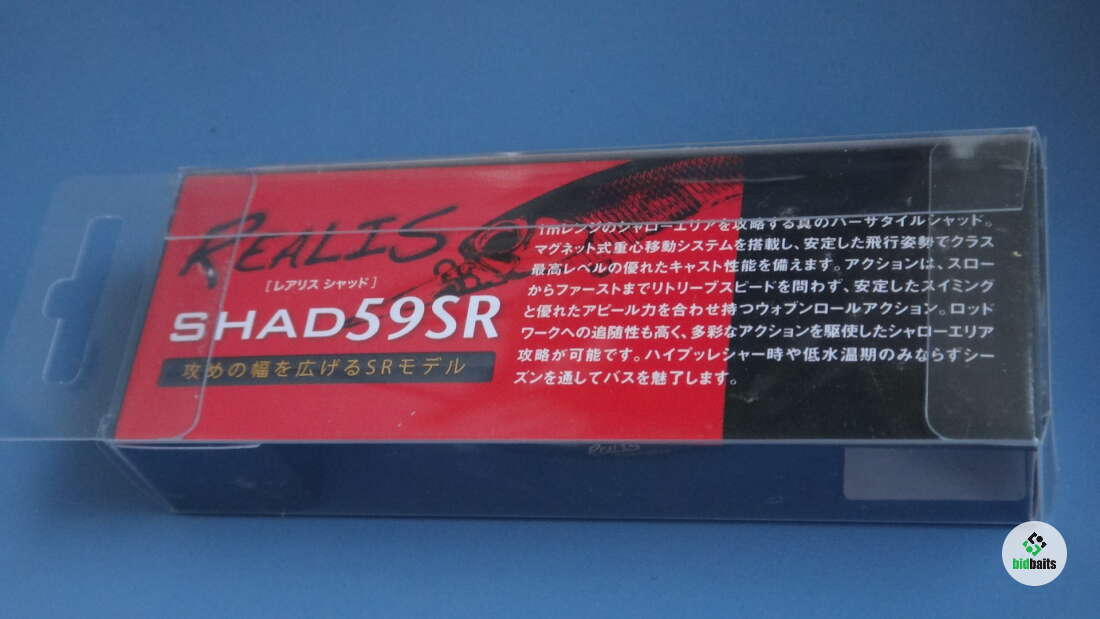 REALIS
[レアリス シャッド]
SHAD59SR
攻めの幅を広げるSRモデル
1mレンジのシャローエリアを攻略する真のバーサタイルシャッド。
マグネット式重心移動システムを搭載し、安定した飛行姿勢でクラス
最高レベルの優れたキャスト性能を備えます。アクションは、スロー
からファーストまでリトリーブスピードを問わず、安定したスイミング
と優れたアピール力を合わせ持つウォブンロールアクション。ロッド
ワークへの追随性も高く、多彩なアクションを駆使したシャローエリア
攻略が可能です。ハイプッレシャー時や低水温期のみならずシー
ズンを通してバスを魅了します。
REALIS
bidbaits